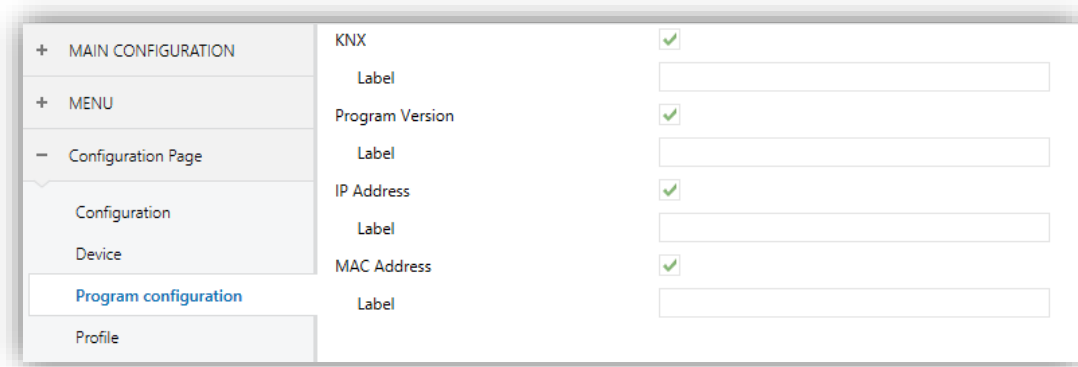 + MAIN CONFIGURATION
+ MENU
− Configuration Page
Configuration
Device
Program configuration
Profile
KNX
Label
Program Version
Label
IP Address
Label
MAC Address
Label